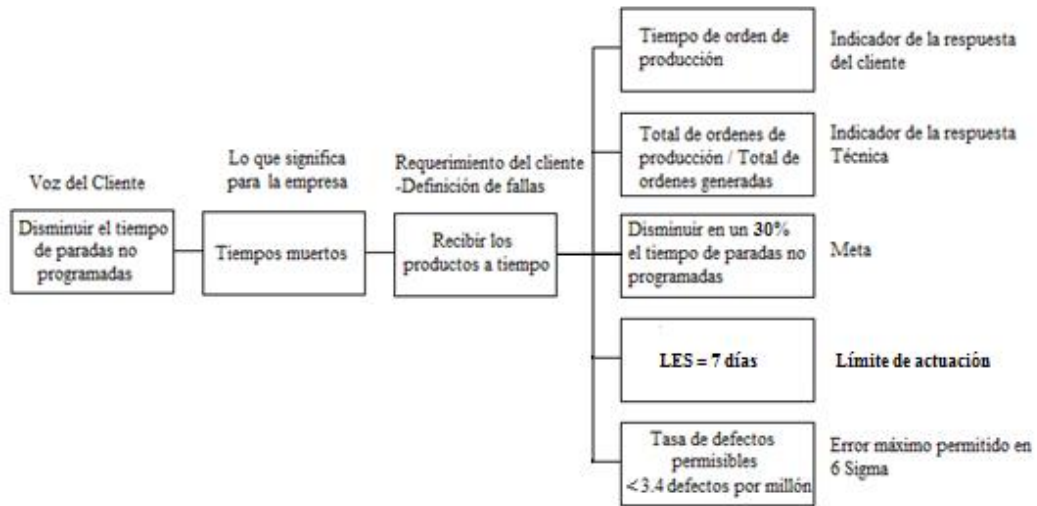 Voz del Cliente
Disminuir el tiempo
de paradas no
programadas
Lo que significa
para la empresa
Tiempos muertos
Requerimiento del cliente
-Definición de fallas
Recibir los
productos a tiempo
Tiempo de orden de
producción
Indicador de la respuesta
del cliente
Total de ordenes de
producción / Total de
ordenes generadas
Indicador de la respuesta
Técnica
Disminuir en un 30%
el tiempo de paradas no
programadas
Meta
LES = 7 días
Límite de actuación
Tasa de defectos
permisibles
<3.4 defectos por millón
Error máximo permitido en
6 Sigma